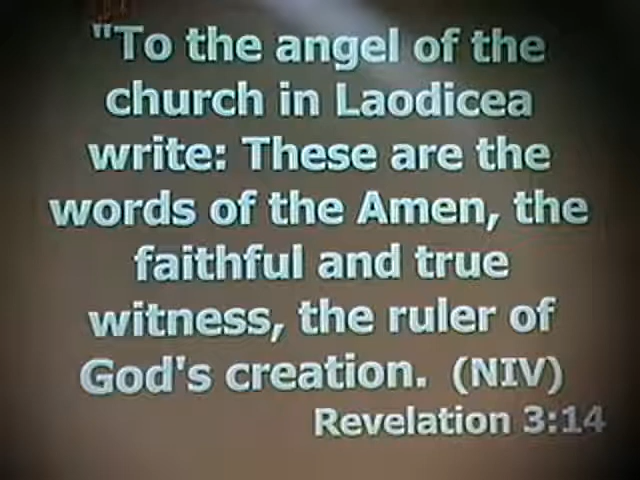 "To the angel of the
church in Laodicea
write: These are the
words of the Amen, the
faithful and true
witness, the ruler of
God's creation. (NIV)
Revelation 3:14